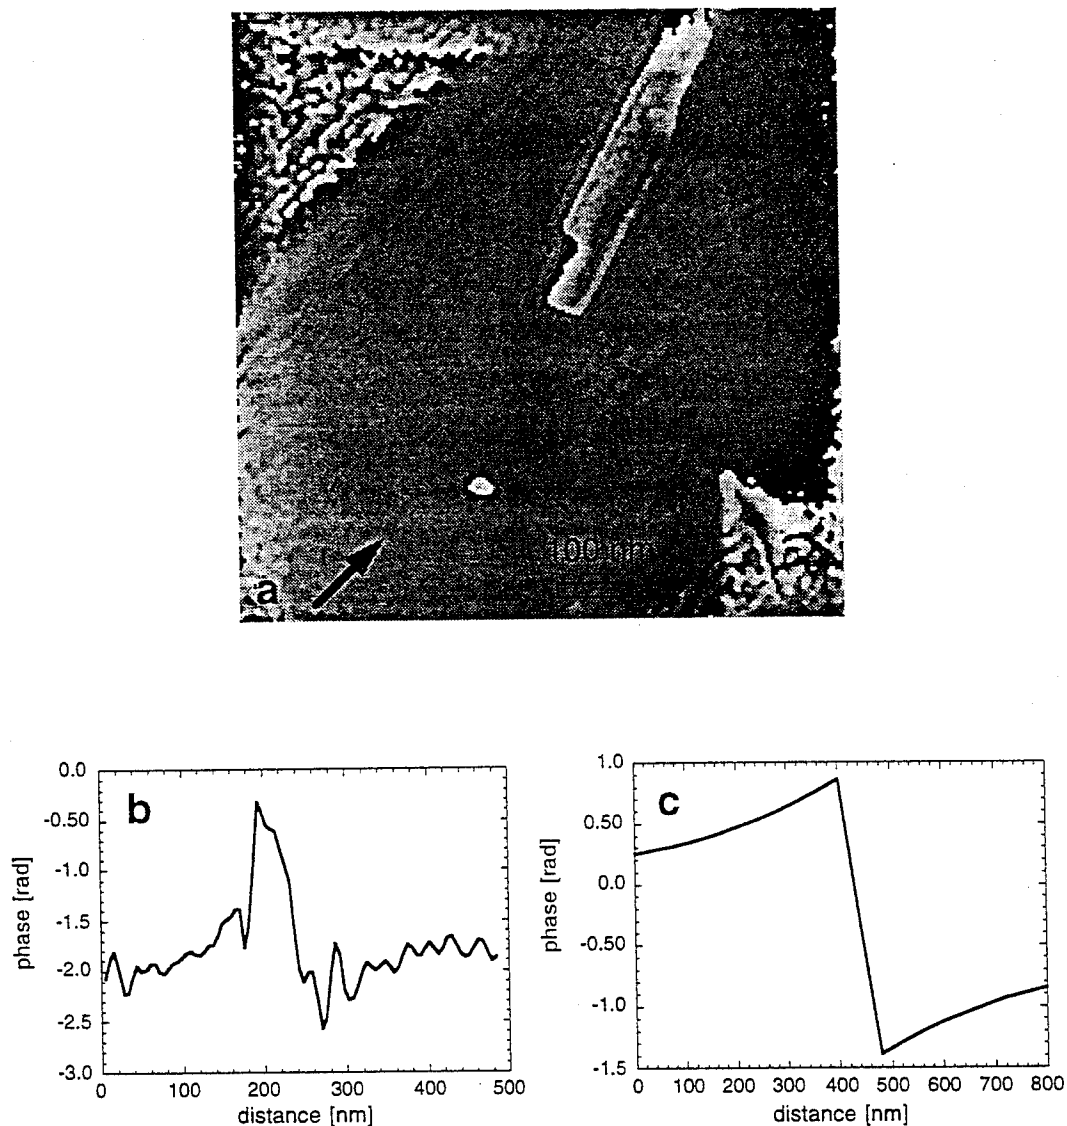 100 nm
a
b
0.0
-0.50
-1.0
-1.5
-2.0
-2.5
-3.0
phase [rad]
0 100 200 300 400 500
distance [nm]
c
1.0
0.50
0.0
-0.50
-1.0
-1.5
phase [rad]
0 100 200 300 400 500 600 700 800
distance [nm]